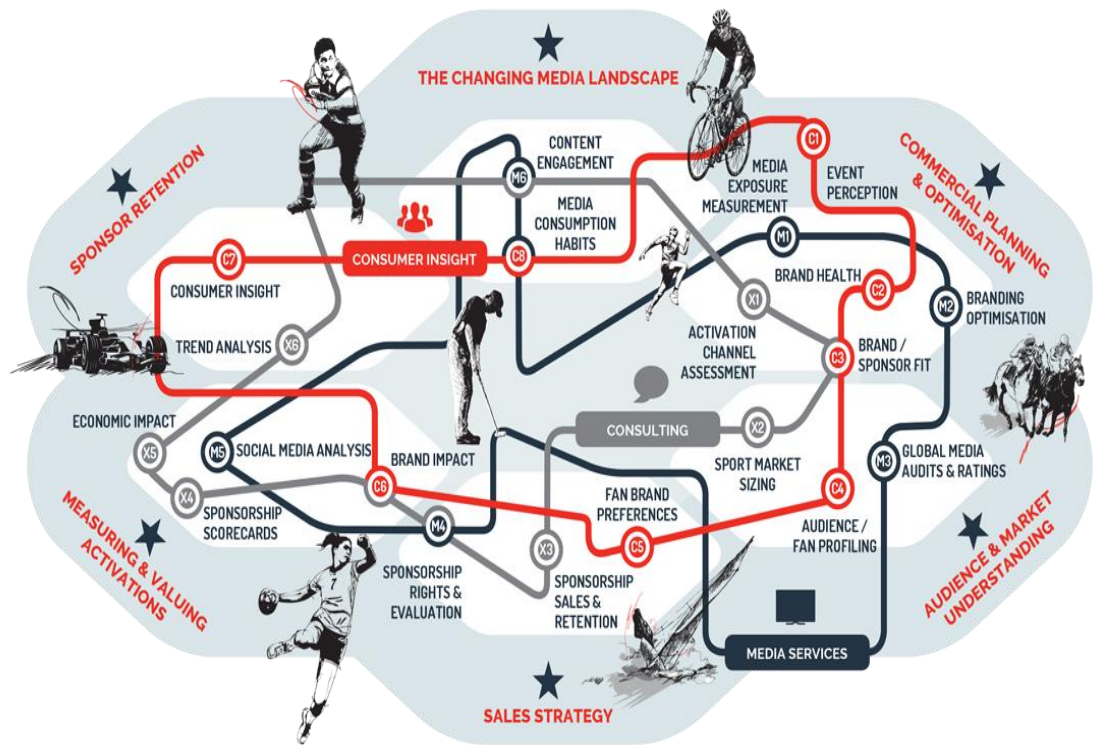 THE CHANGING MEDIA LANDSCAPE
SPONSOR RETENTION
COMMERCIAL PLANNING
& OPTIMISATION
CONTENT
ENGAGEMENT
M6
MEDIA
CONSUMPTION
HABITS
MEDIA
EXPOSURE
MEASUREMENT
C1
EVENT
PERCEPTION
M1
C7
CONSUMER INSIGHT
CONSUMER INSIGHT
C8
BRAND HEALTH
C2
M2
BRANDING
OPTIMISATION
X1
ACTIVATION
CHANNEL
ASSESSMENT
C3
BRAND /
SPONSOR FIT
TREND ANALYSIS
X6
ECONOMIC IMPACT
X5
M5
SOCIAL MEDIA ANALYSIS
BRAND IMPACT
C6
CONSULTING
X2
SPORT MARKET
SIZING
M3
GLOBAL MEDIA
AUDITS & RATINGS
X4
SPONSORSHIP
SCORECARDS
FAN BRAND
PREFERENCES
C5
C4
AUDIENCE /
FAN PROFILING
M4
SPONSORSHIP
RIGHTS &
EVALUATION
X3
SPONSORSHIP
SALES &
RETENTION
7
MEASURING & VALUING
ACTIVATIONS
AUDIENCE & MARKET
UNDERSTANDING
MEDIA SERVICES
SALES STRATEGY